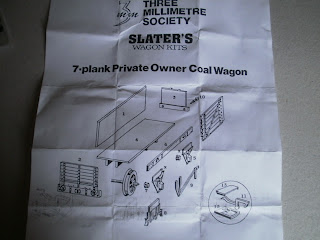 THREE
MILLIMETRE
SOCIETY
SLATER'S
WAGON KITS
7-plank Private Owner Coal Wagon